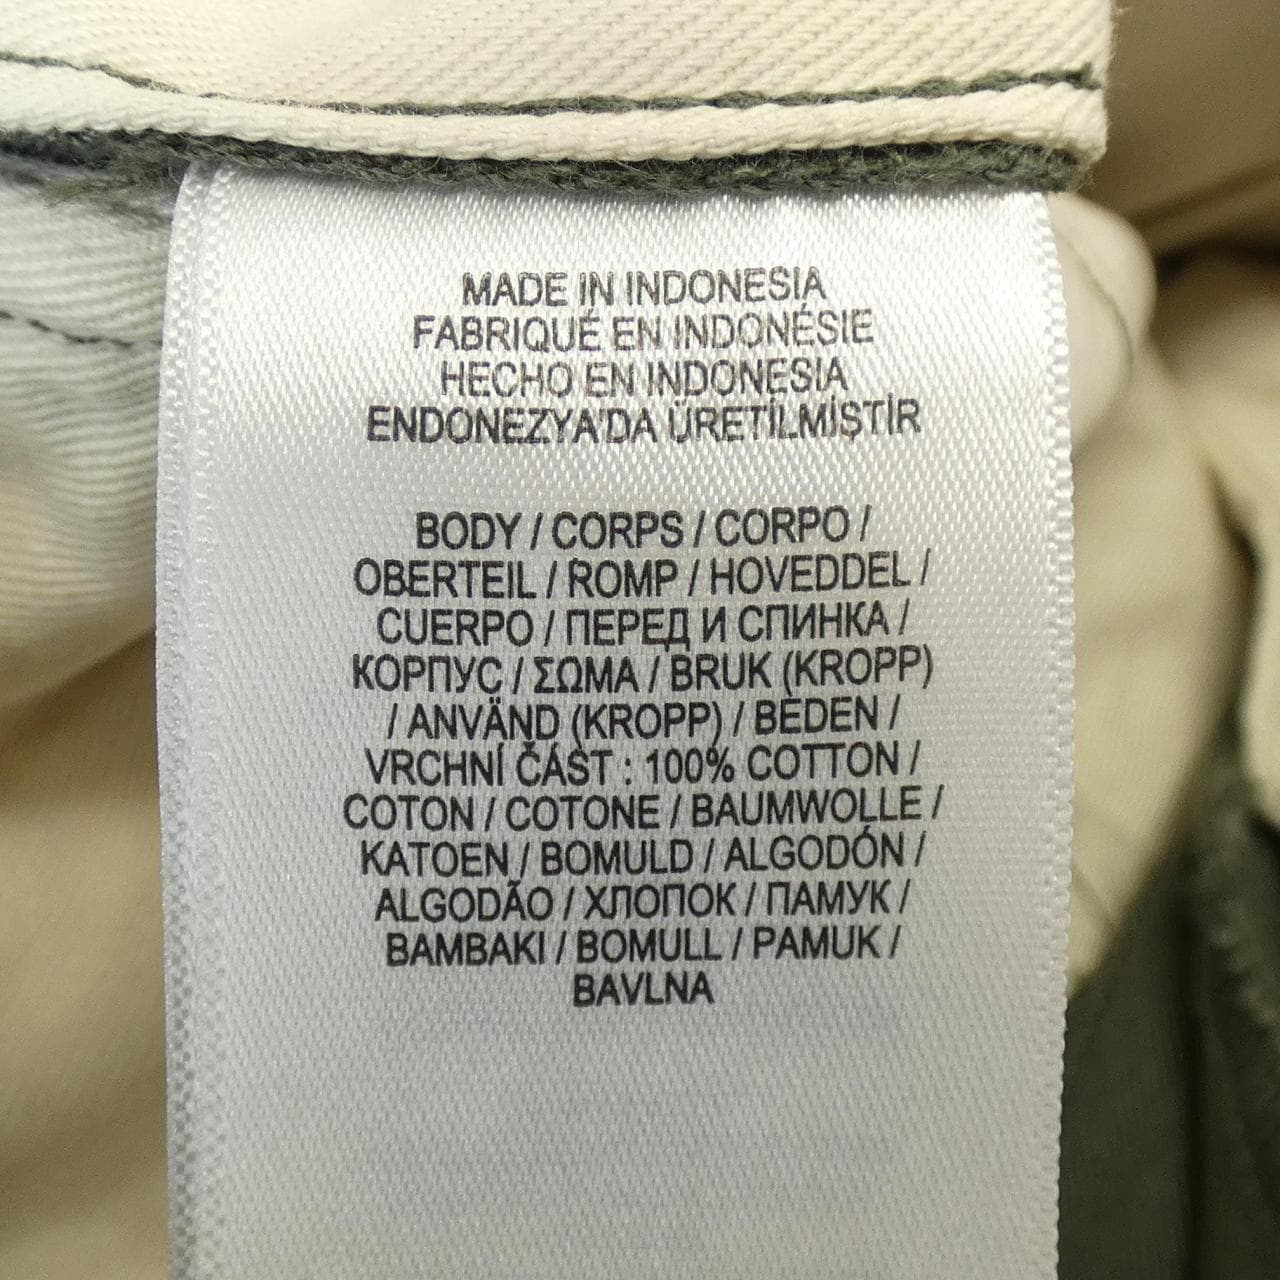 MADE IN INDONESIA
FABRIQUÉ EN INDONÉSIE
HECHO EN INDONESIA
ENDONEZYA'DA ÜRETİLMİŞTİR
BODY / CORPS / CORPO /
OBERTEIL / ROMP / HOVEDDEL /
CUERPO / ПЕРЕД И СПИНКА /
КОРПУС / ΣΩΜΑ / BRUK (KROPP)
/ ANVÄND (KROPP) / BEDEN /
VRCHNÍ ČÁST : 100% COTTON /
COTON / COTONE / BAUMWOLLE /
KATOEN / BOMULD / ALGODÓN /
ALGODÃO / ХЛОПОК / ПАМУК /
BAMBAKI / BOMULL / PAMUK /
BAVLNA